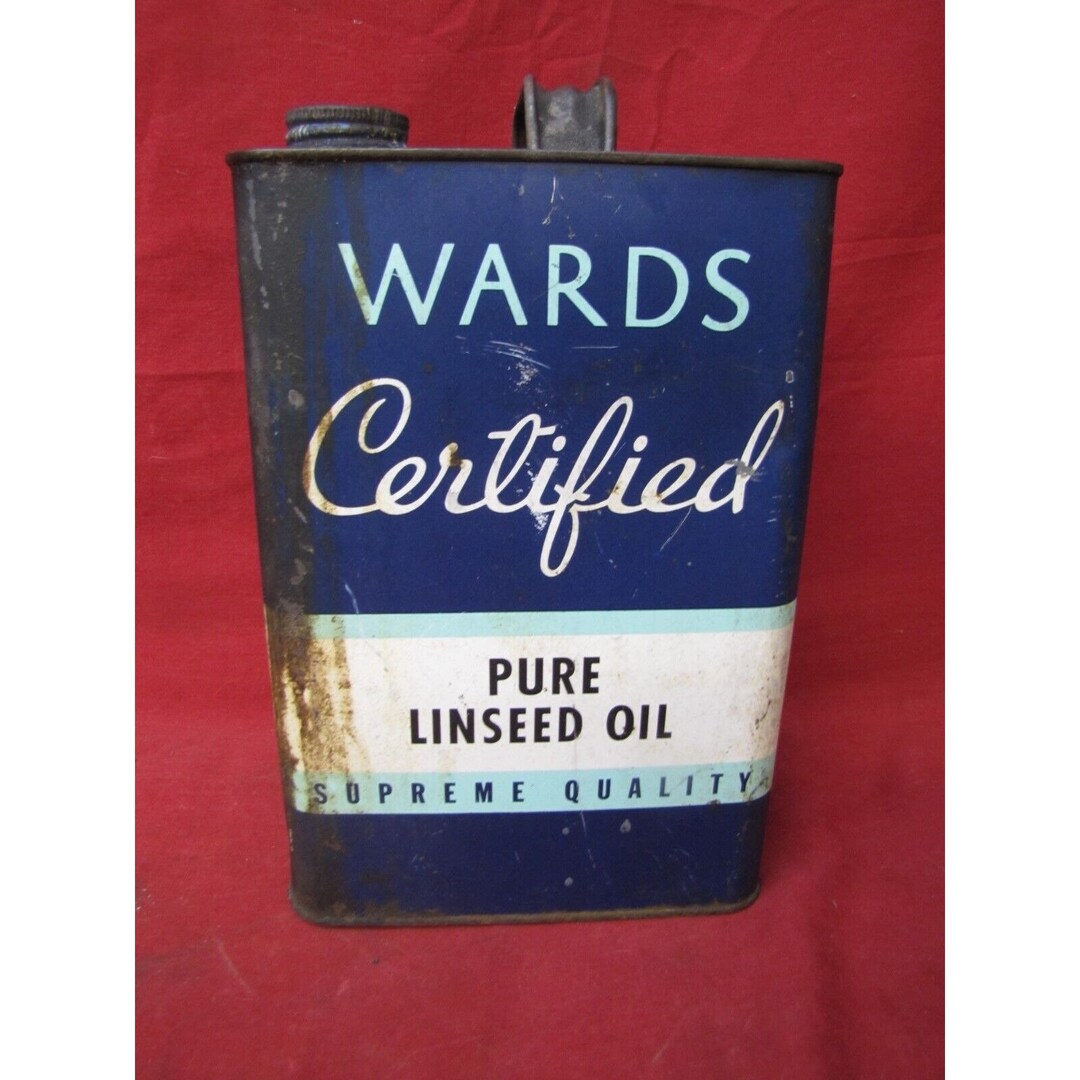 WARDS
Certified
PURE
LINSEED OIL
SUPREME QUALITY